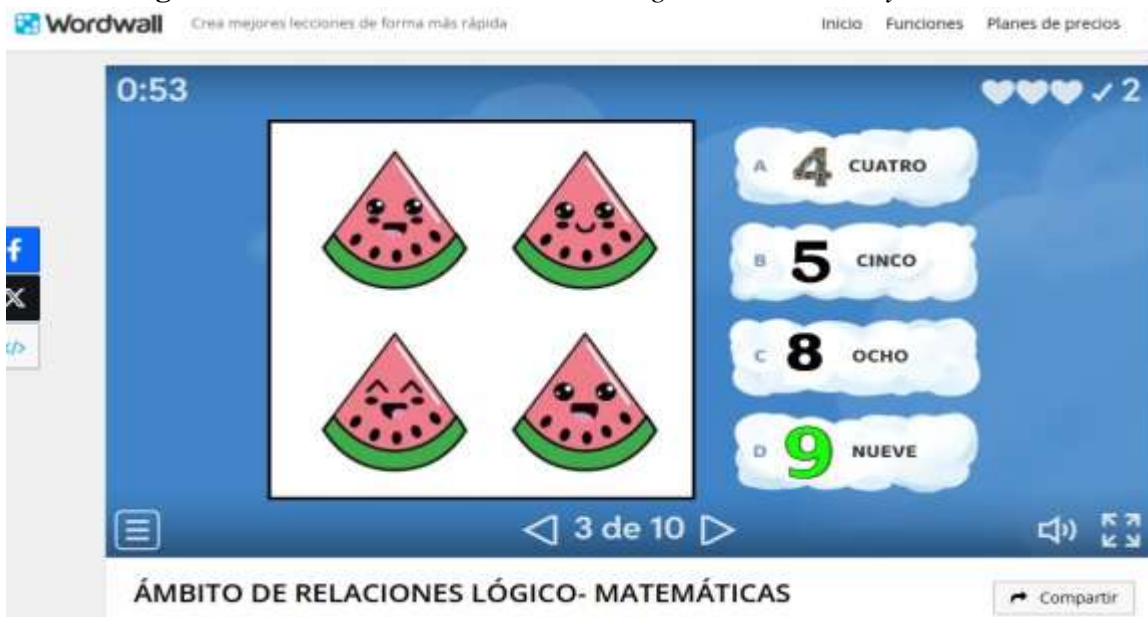 Wordwall Crea mejores lecciones de forma más rápida Inicio Funciones Planes de precios
0:53 ✓ 2
A 4 CUATRO
B 5 CINCO
C 8 OCHO
D 9 NUEVE
3 de 10
ÁMBITO DE RELACIONES LÓGICO- MATEMÁTICAS
Compartir